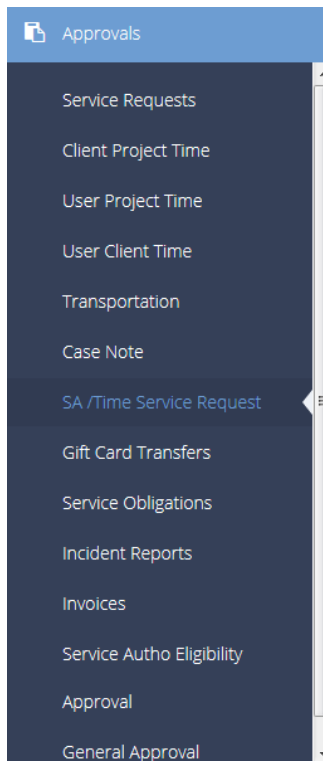 Approvals
Service Requests
Client Project Time
User Project Time
User Client Time
Transportation
Case Note
SA /Time Service Request
Gift Card Transfers
Service Obligations
Incident Reports
Invoices
Service Autho Eligibility
Approval
General Approval